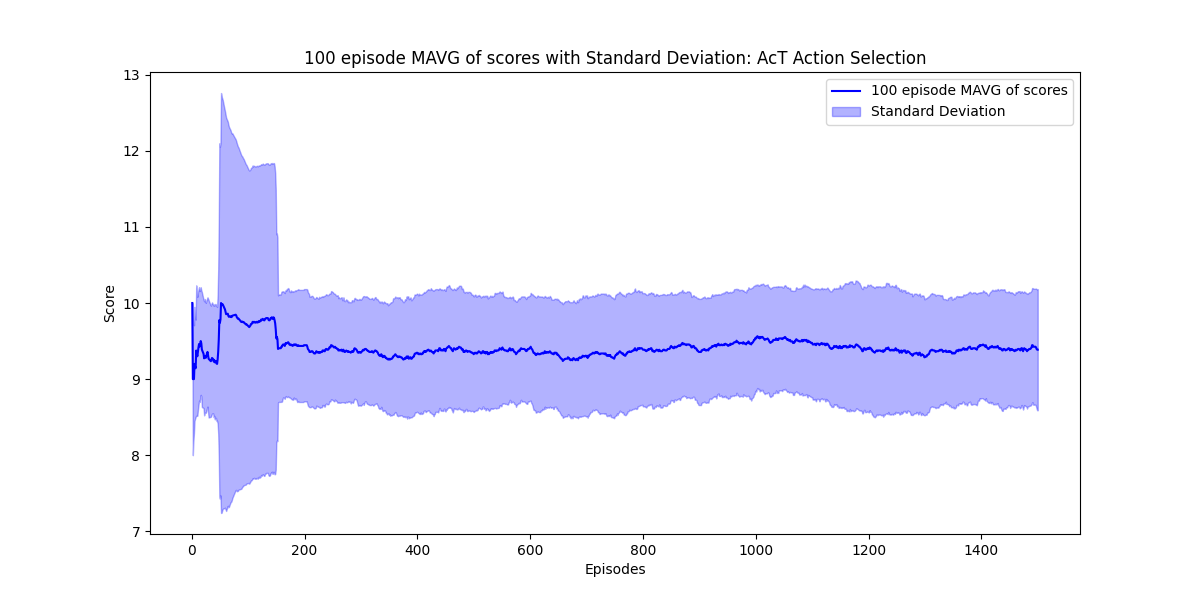 100 episode MAVG of scores with Standard Deviation: AcT Action Selection
100 episode MAVG of scores
Standard Deviation
13
12
11
10
9
8
7
Score
0 200 400 600 800 1000 1200 1400
Episodes